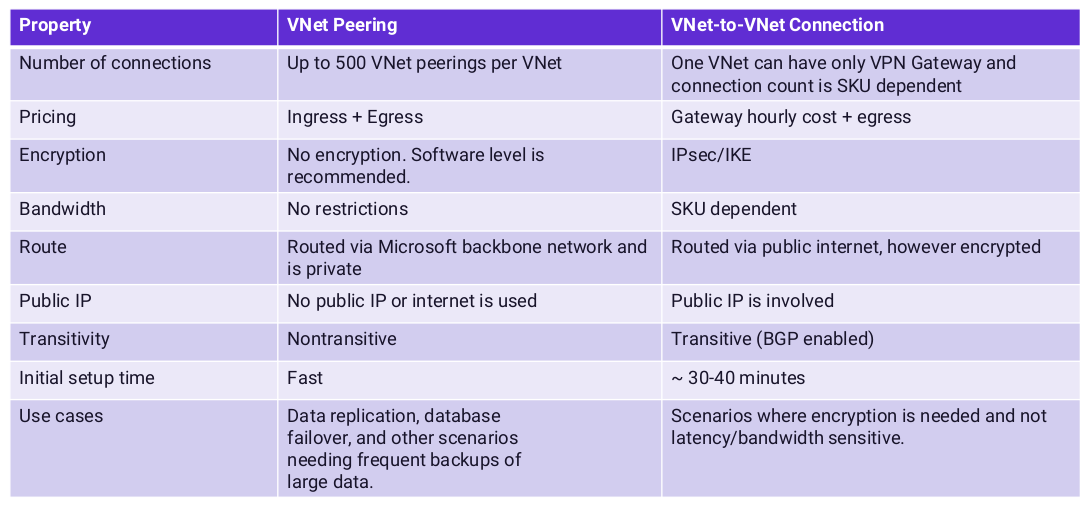 Property
VNet Peering
VNet-to-VNet Connection
Number of connections
Up to 500 VNet peerings per VNet
One VNet can have only VPN Gateway and
connection count is SKU dependent
Pricing
Ingress + Egress
Gateway hourly cost + egress
Encryption
No encryption. Software level is
recommended.
IPsec/IKE
Bandwidth
No restrictions
SKU dependent
Route
Routed via Microsoft backbone network and
is private
Routed via public internet, however encrypted
Public IP
No public IP or internet is used
Public IP is involved
Transitivity
Nontransitive
Transitive (BGP enabled)
Initial setup time
Fast
~ 30-40 minutes
Use cases
Data replication, database
failover, and other scenarios
needing frequent backups of
large data.
Scenarios where encryption is needed and not
latency/bandwidth sensitive.